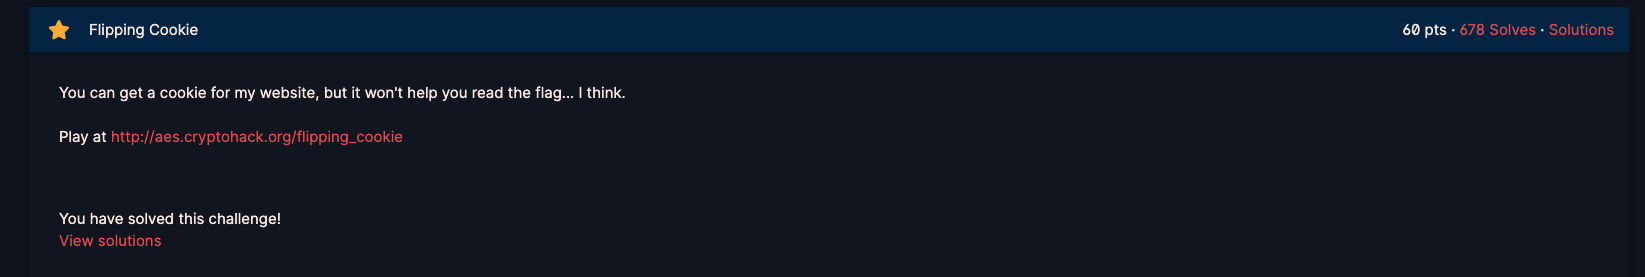 Flipping Cookie 60 pts · 678 Solves · Solutions
You can get a cookie for my website, but it won't help you read the flag... I think.
Play at http://aes.cryptohack.org/flipping_cookie
You have solved this challenge!
View solutions